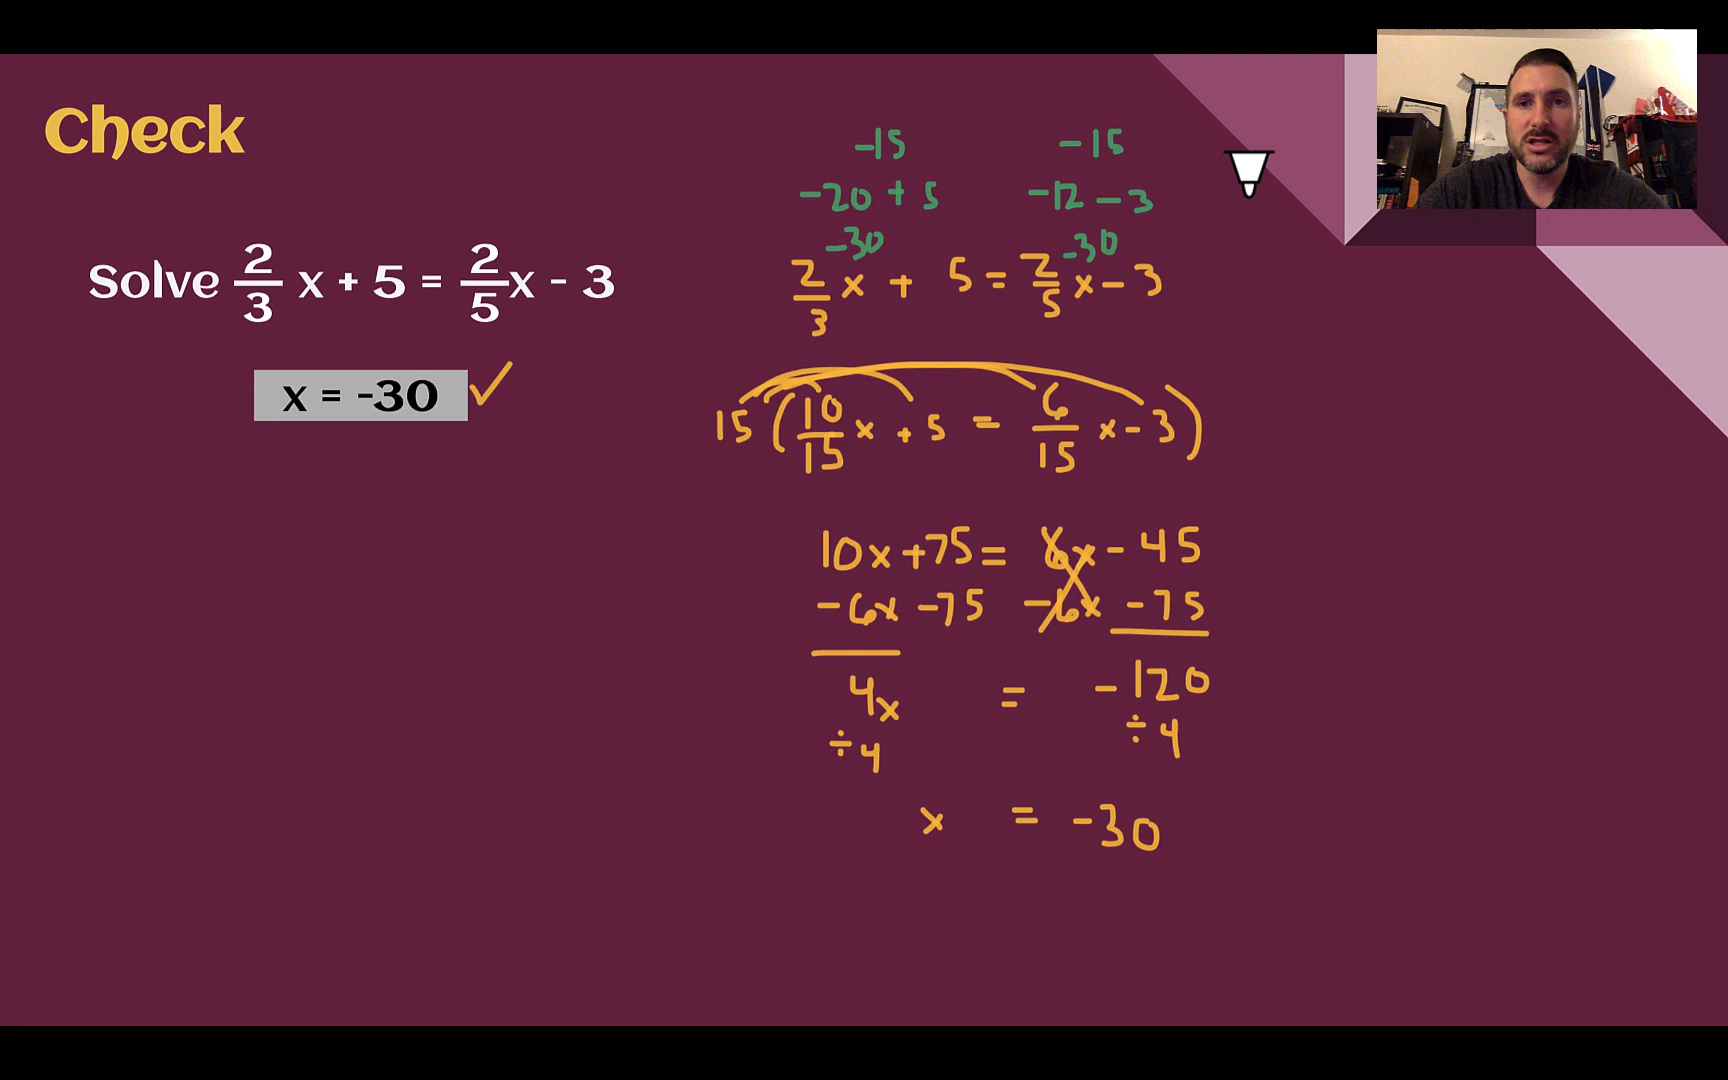 Check
Solve 2/3 x + 5 = 2/5 x - 3
x = -30 ✓
-15 -15
-20 + 5 -12 - 3
-30 -30
2/3 x + 5 = 2/5 x - 3
15 ( 10/15 x + 5 = 6/15 x - 3 )
10x + 75 = 6x - 45
- 6x - 75 - 6x - 75
4x = - 120
÷ 4 ÷ 4
x = - 30